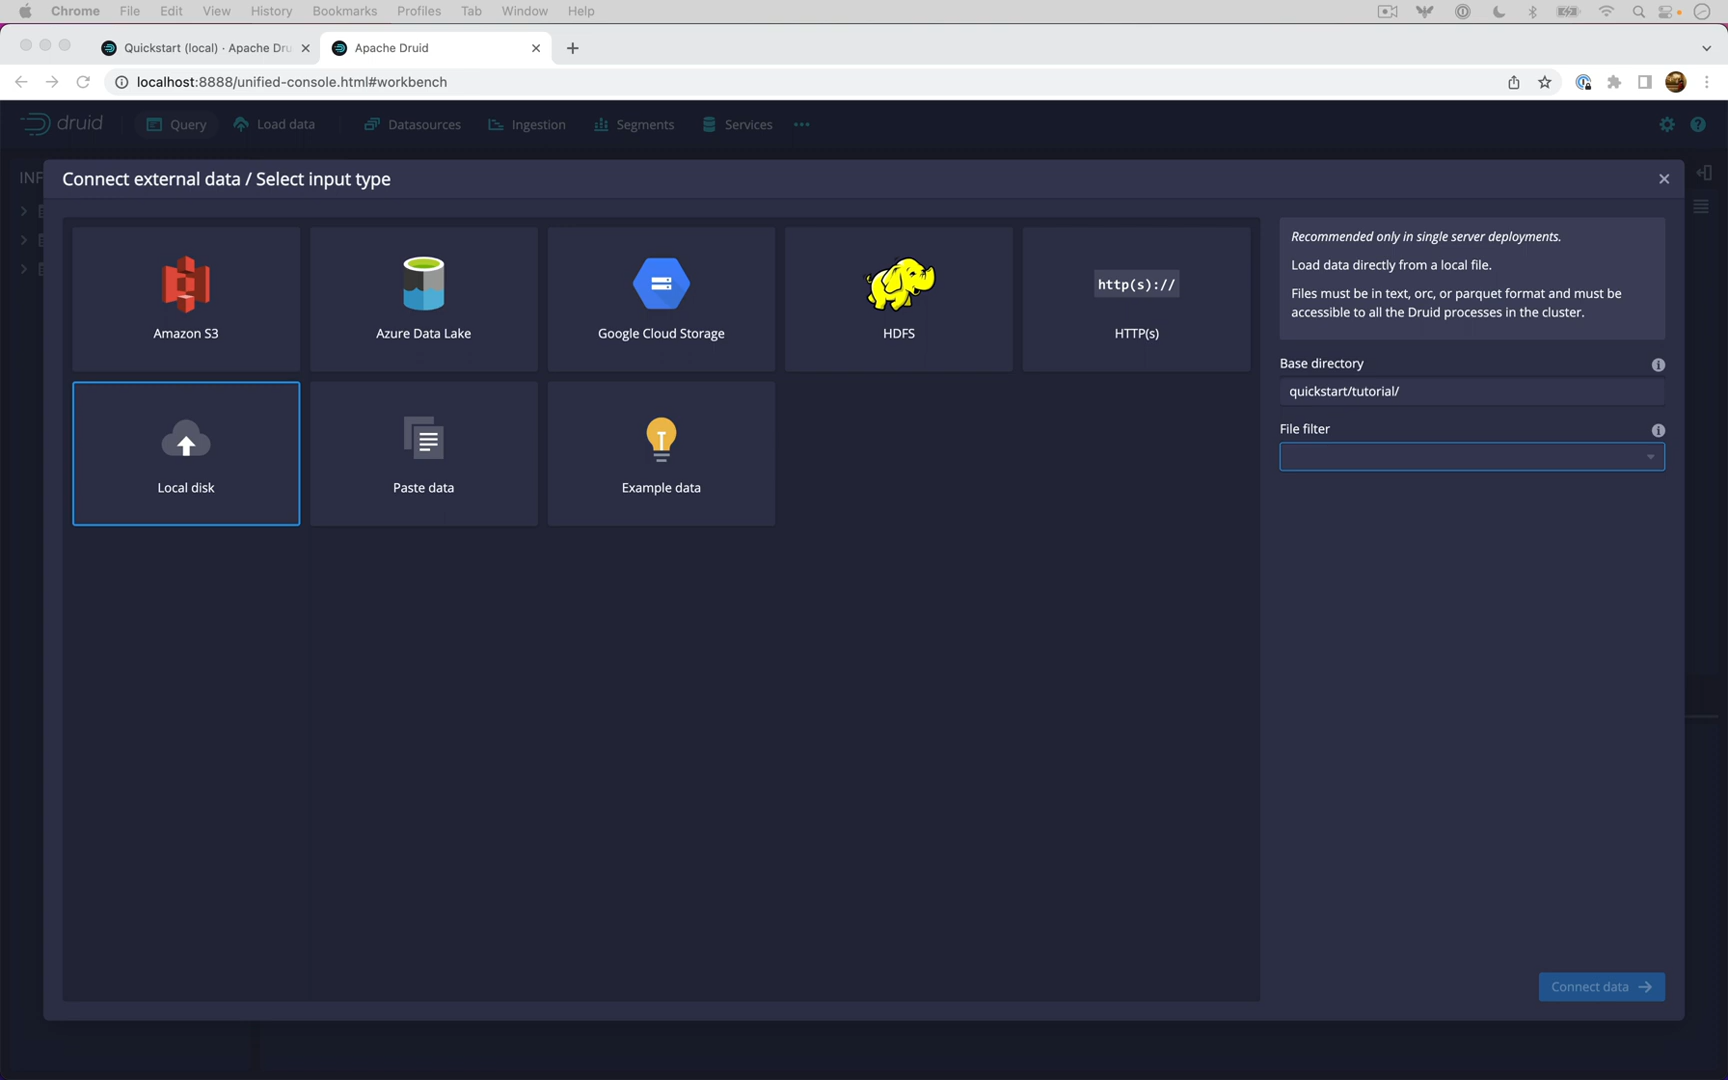 Chrome File Edit View History Bookmarks Profiles Tab Window Help
Quickstart (local) · Apache Dru
Apache Druid
localhost:8888/unified-console.html#workbench
druid Query Load data Datasources Ingestion Segments Services
Connect external data / Select input type
Amazon S3
Azure Data Lake
Google Cloud Storage
HDFS
http(s)://
HTTP(s)
Local disk
Paste data
Example data
Recommended only in single server deployments.
Load data directly from a local file.
Files must be in text, orc, or parquet format and must be
accessible to all the Druid processes in the cluster.
Base directory
quickstart/tutorial/
File filter
Connect data